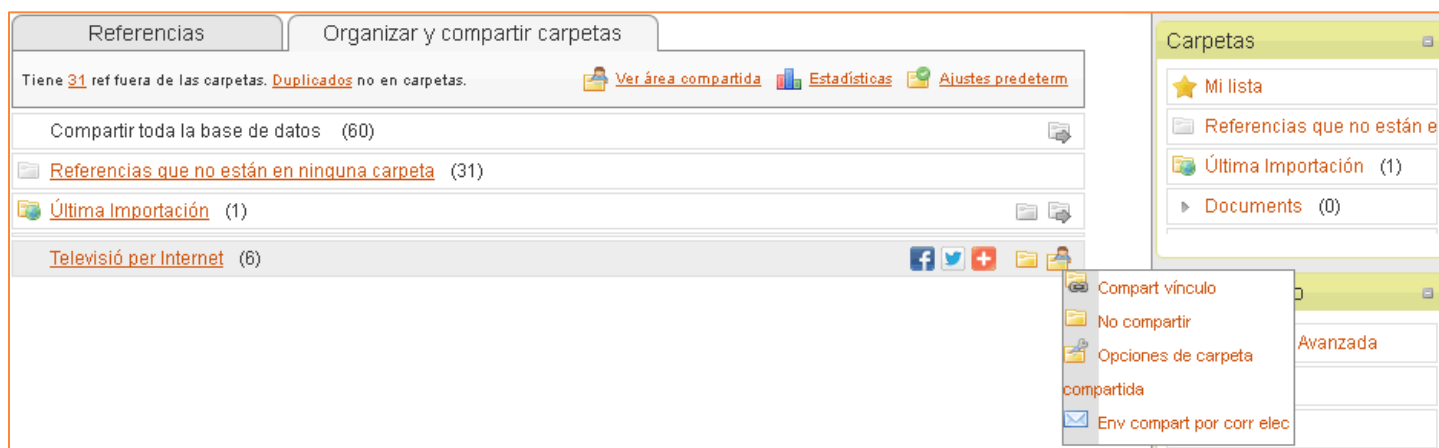 Referencias
Organizar y compartir carpetas
Tiene 31 ref fuera de las carpetas. Duplicados no en carpetas.
Ver área compartida
Estadísticas
Ajustes predeterm
Compartir toda la base de datos (60)
Referencias que no están en ninguna carpeta (31)
Última Importación (1)
Televisió per Internet (6)
Compart vínculo
No compartir
Opciones de carpeta
compartida
Env compart por corr elec
Carpetas
Mi lista
Referencias que no están e
Última Importación (1)
Documents (0)
Avanzada